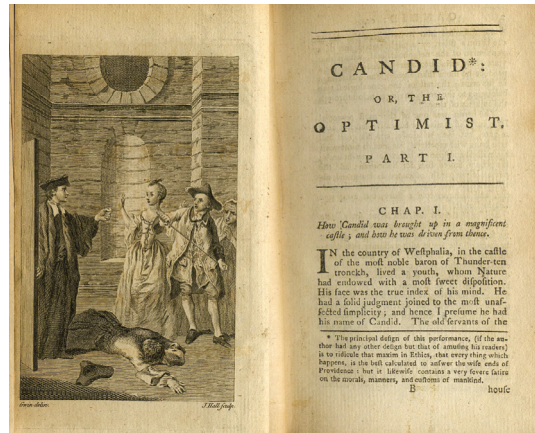 Gwin delin.
J. Hall sculp.
CANDID*:
OR, THE
OPTIMIST.
PART I.
CHAP. I.
How Candid was brought up in a magnificent
castle; and how he was driven from thence.
IN the country of Westphalia, in the castle
of the most noble baron of Thunder-ten
tronckh, lived a youth, whom Nature
had endowed with a most sweet disposition.
His face was the true index of his mind. He
had a solid judgment joined to the most unaf-
fected simplicity; and hence I presume he had
his name of Candid. The old servants of the
* The principal design of this performance, (if the au-
thor had any other design but that of amusing his readers)
is to ridicule that maxim in Ethics, that every thing which
happens, is the best calculated to answer the wise ends of
Providence: but it likewise contains a very severe satire
on the morals, manners, and customs of mankind.
B
house